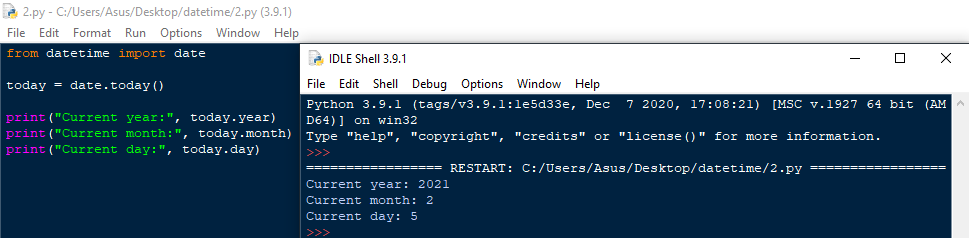 2.py - C:/Users/Asus/Desktop/datetime/2.py (3.9.1)
File Edit Format Run Options Window Help
from datetime import date
today = date.today()
print("Current year:", today.year)
print("Current month:", today.month)
print("Current day:", today.day)
IDLE Shell 3.9.1
File Edit Shell Debug Options Window Help
Python 3.9.1 (tags/v3.9.1:1e5d33e, Dec  7 2020, 17:08:21) [MSC v.1927 64 bit (AM
D64)] on win32
Type "help", "copyright", "credits" or "license()" for more information.
>>>
================= RESTART: C:/Users/Asus/Desktop/datetime/2.py =================
Current year: 2021
Current month: 2
Current day: 5
>>>